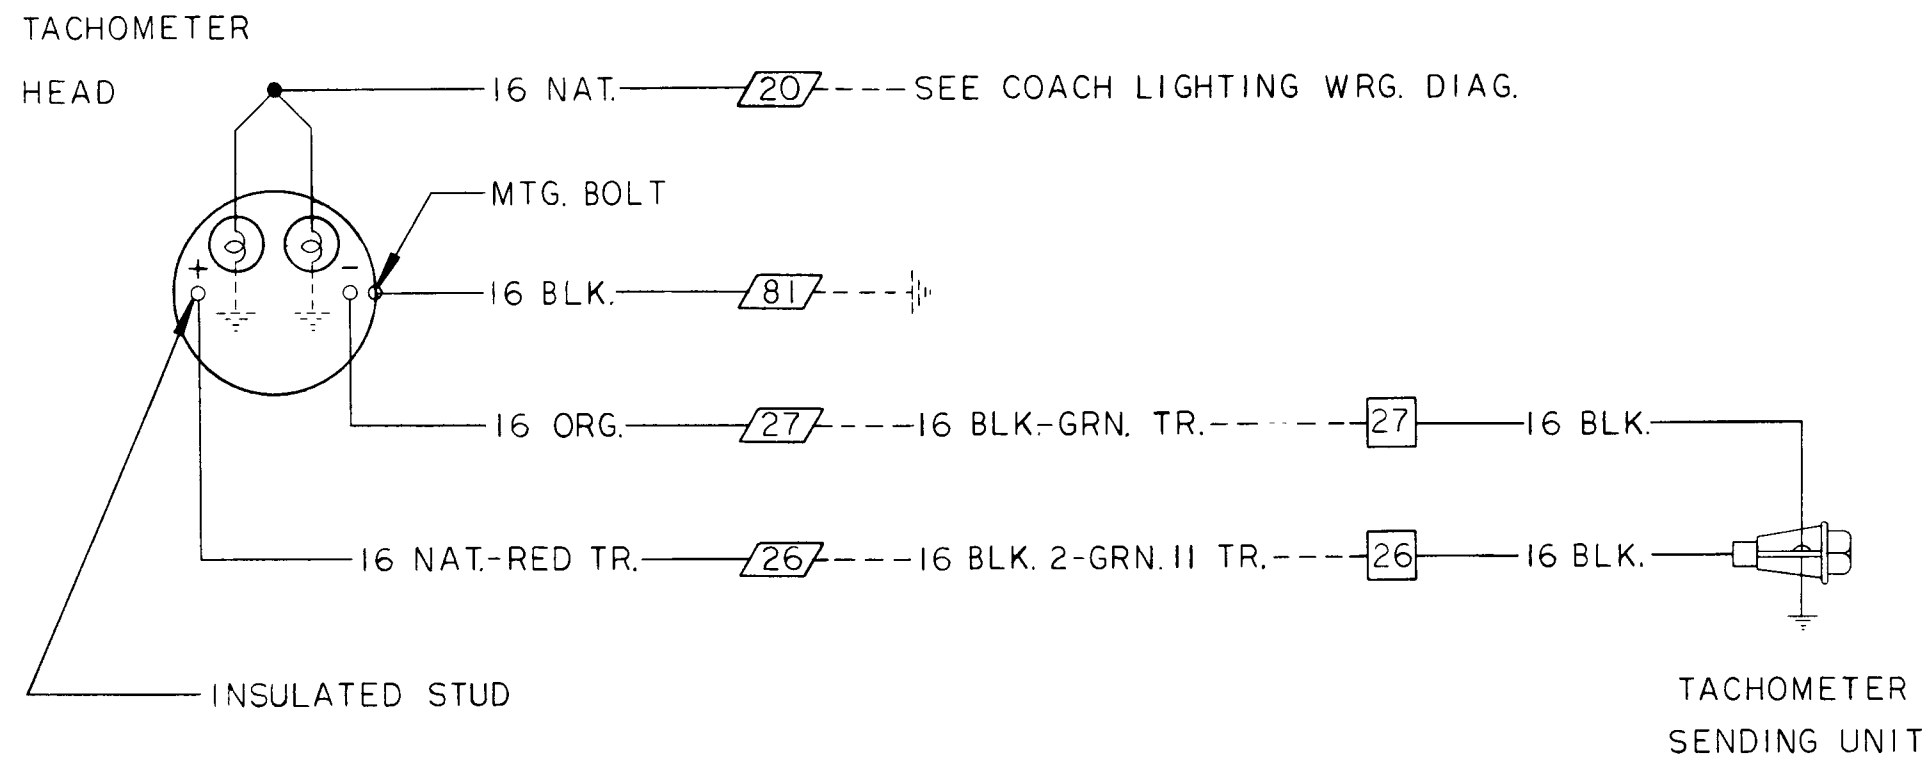 TACHOMETER
HEAD
16 NAT. 20 SEE COACH LIGHTING WRG. DIAG.
MTG. BOLT
+ -
16 BLK. 81
16 ORG. 27 16 BLK-GRN. TR. 27 16 BLK.
16 NAT.-RED TR. 26 16 BLK. 2-GRN. 11 TR. 26 16 BLK.
INSULATED STUD
TACHOMETER
SENDING UNIT